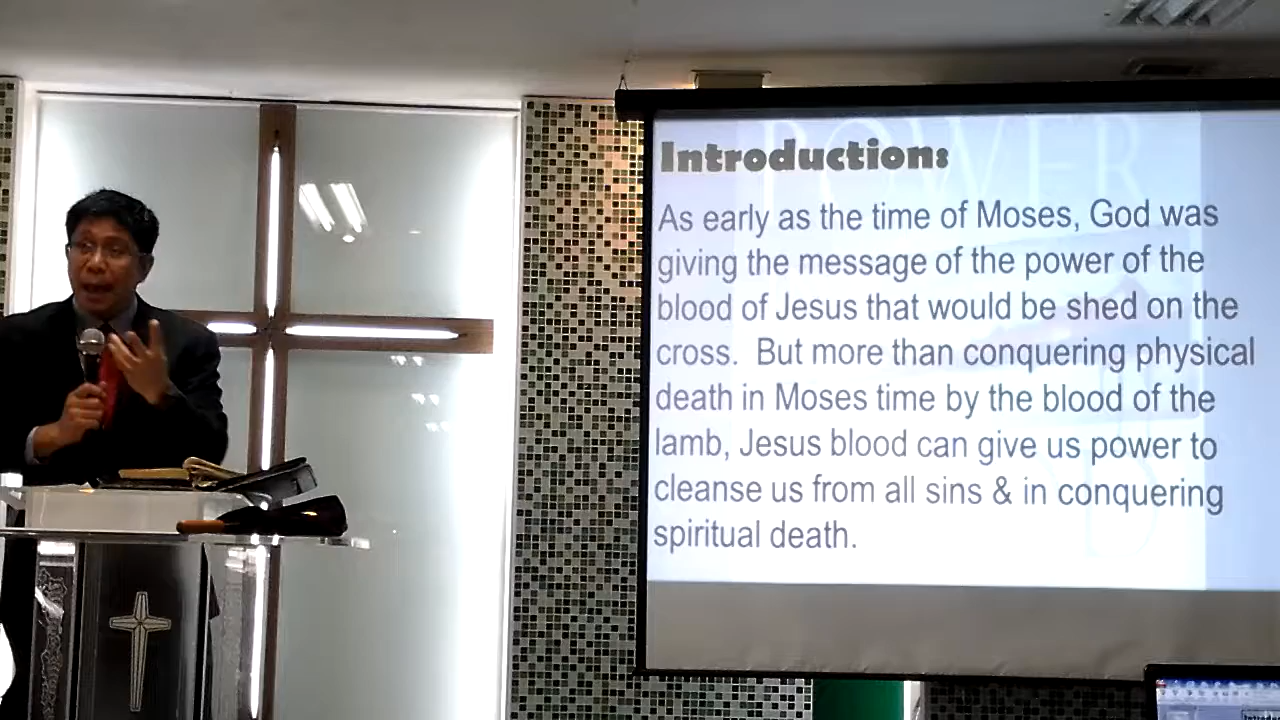 POWER
Introduction:
As early as the time of Moses, God was
giving the message of the power of the
blood of Jesus that would be shed on the
cross. But more than conquering physical
death in Moses time by the blood of the
lamb, Jesus blood can give us power to
cleanse us from all sins & in conquering
spiritual death.